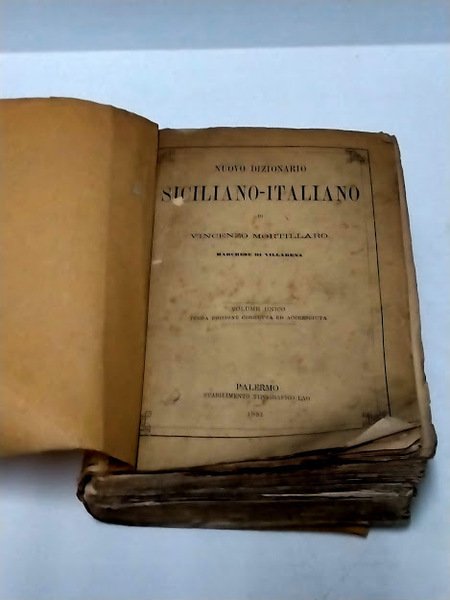 NUOVO DIZIONARIO
SICILIANO-ITALIANO
DI
VINCENZO MORTILLARO
MARCHESE DI VILLARENA
VOLUME UNICO
TERZA EDIZIONE CORRETTA ED ACCRESCIUTA
PALERMO
STABILIMENTO TIPOGRAFICO LAO
1881